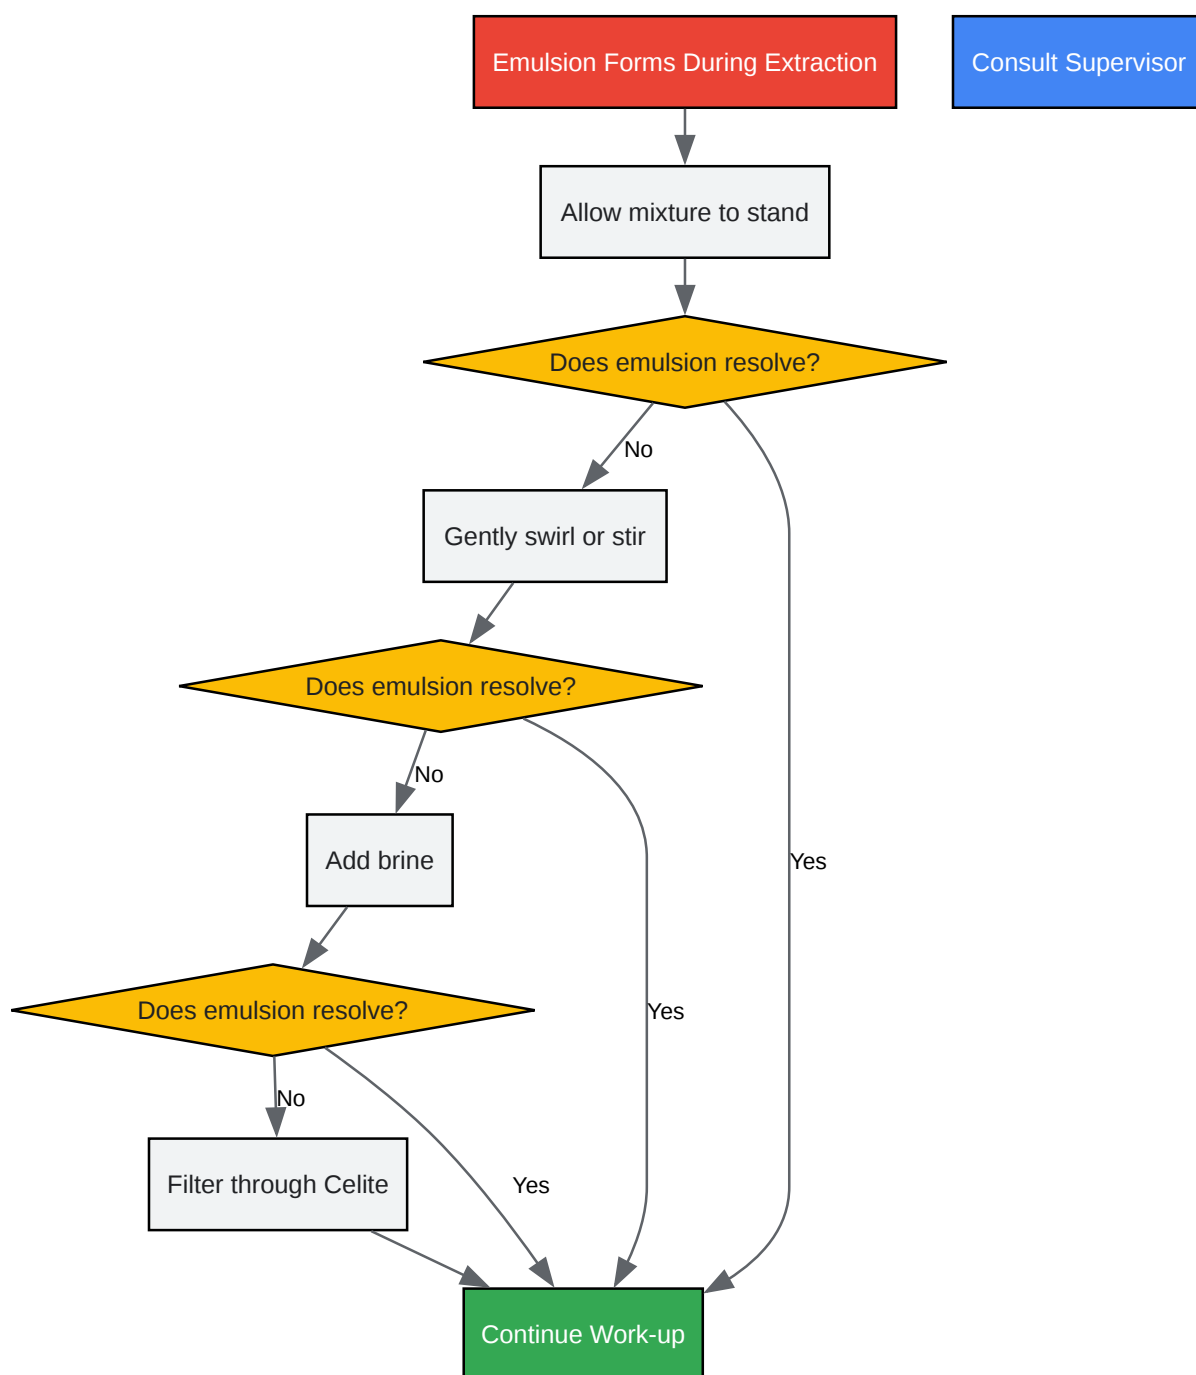 Emulsion Forms During Extraction
Consult Supervisor
Allow mixture to stand
Does emulsion resolve?
No
Gently swirl or stir
Does emulsion resolve?
No
Add brine
Yes
Does emulsion resolve?
Yes
No
Filter through Celite
Yes
Continue Work-up